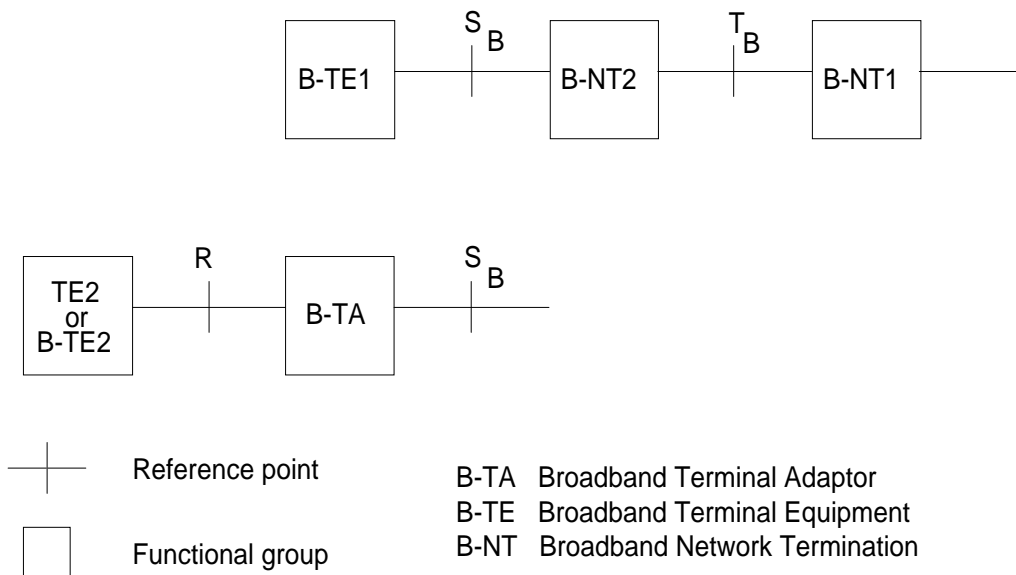 S B
T B
B-TE1
B-NT2
B-NT1
R
S B
TE2
or
B-TE2
B-TA
Reference point
Functional group
B-TA Broadband Terminal Adaptor
B-TE Broadband Terminal Equipment
B-NT Broadband Network Termination